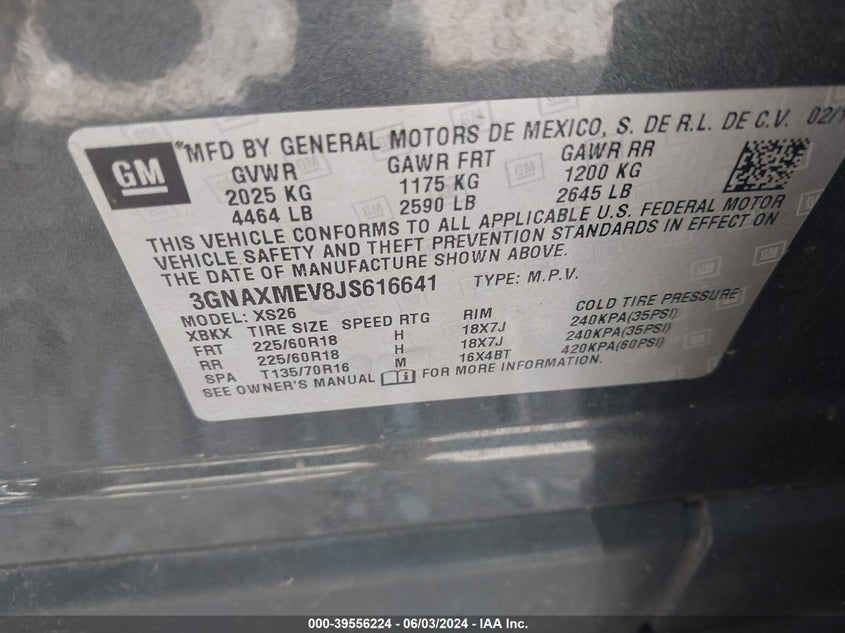 GM
*MFD BY GENERAL MOTORS DE MEXICO, S. DE R.L. DE C.V. 02/1
GVWR GAWR FRT GAWR RR
2025 KG 1175 KG 1200 KG
4464 LB 2590 LB 2645 LB
THIS VEHICLE CONFORMS TO ALL APPLICABLE U.S. FEDERAL MOTOR
VEHICLE SAFETY AND THEFT PREVENTION STANDARDS IN EFFECT ON
THE DATE OF MANUFACTURE SHOWN ABOVE.
3GNAXMEV8JS616641 TYPE: M.P.V.
MODEL: XS26
XBKX TIRE SIZE SPEED RTG RIM COLD TIRE PRESSURE
FRT 225/60R18 H 18X7J 240KPA(35PSI)
RR 225/60R18 H 18X7J 240KPA(35PSI)
SPA T135/70R16 M 16X4BT 420KPA(60PSI)
SEE OWNER'S MANUAL FOR MORE INFORMATION
000-39556224 - 06/03/2024 - IAA Inc.